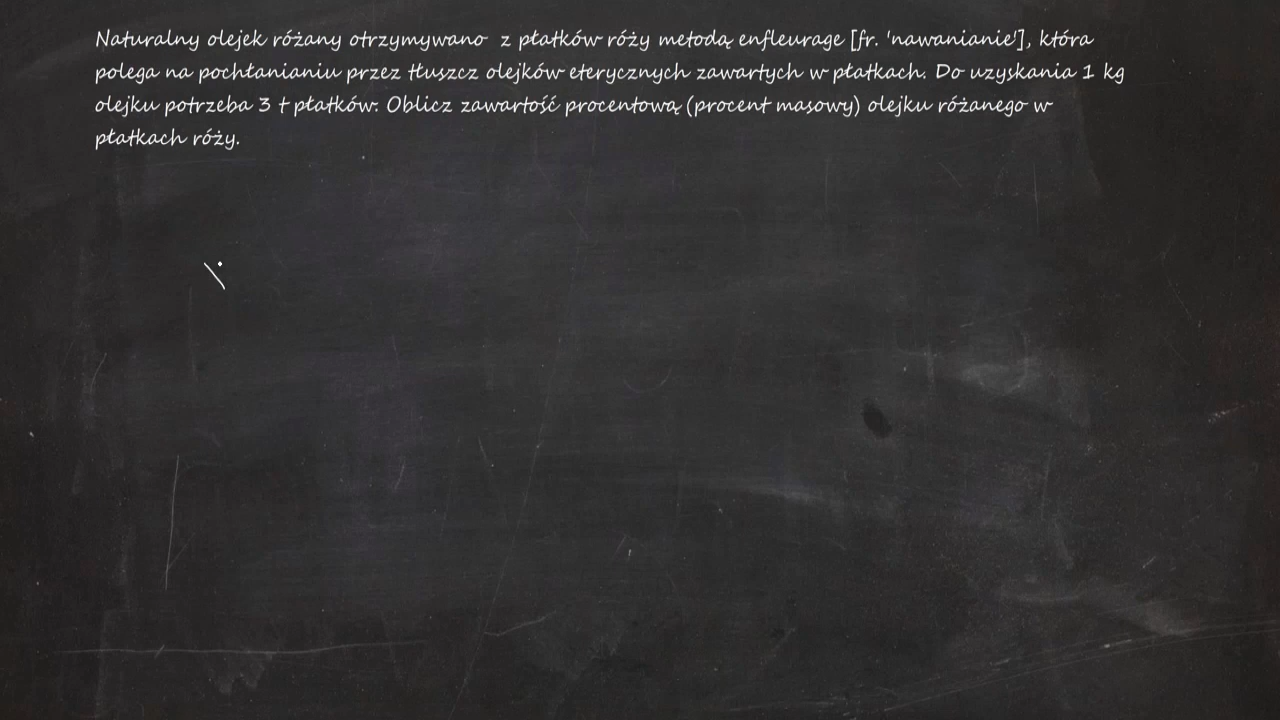 Naturalny olejek różany otrzymywano z płatków róży metodą enfleurage [fr. 'nawanianie'], która
polega na pochłanianiu przez tłuszcz olejków eterycznych zawartych w płatkach. Do uzyskania 1 kg
olejku potrzeba 3 t płatków. Oblicz zawartość procentową (procent masowy) olejku różanego w
płatkach róży.